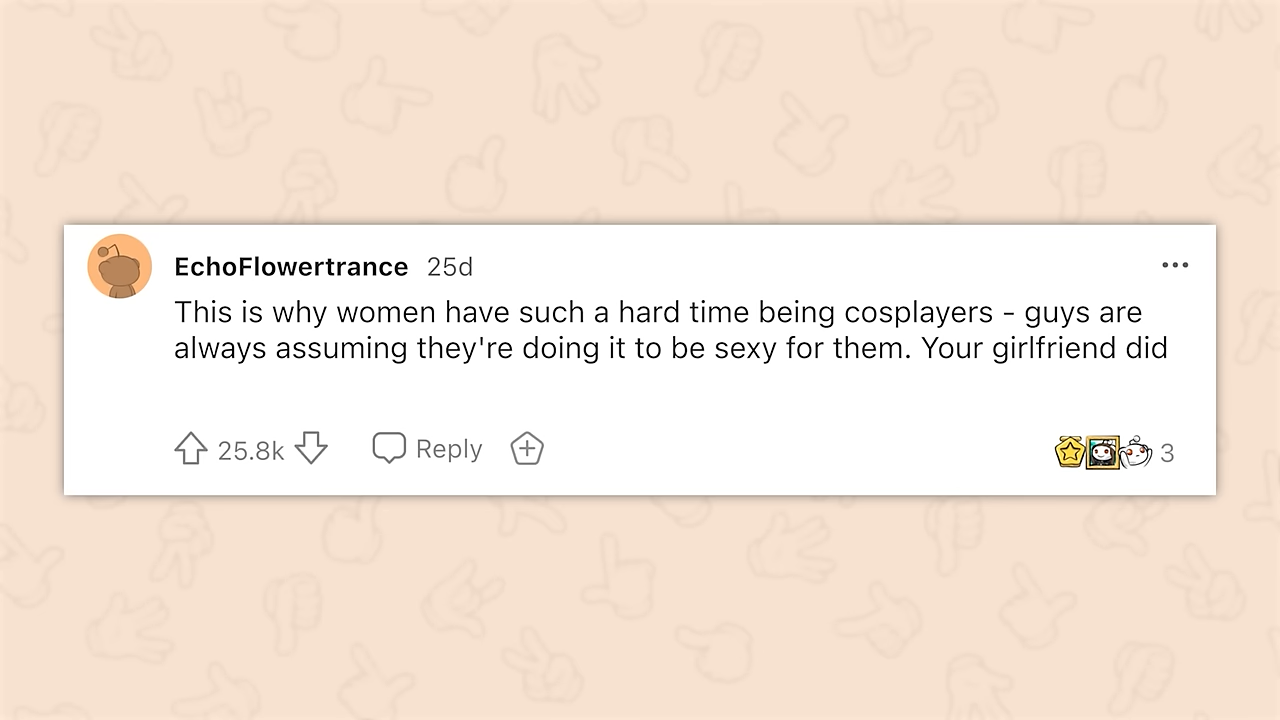 EchoFlowertrance 25d
This is why women have such a hard time being cosplayers - guys are
always assuming they're doing it to be sexy for them. Your girlfriend did
25.8k Reply 3